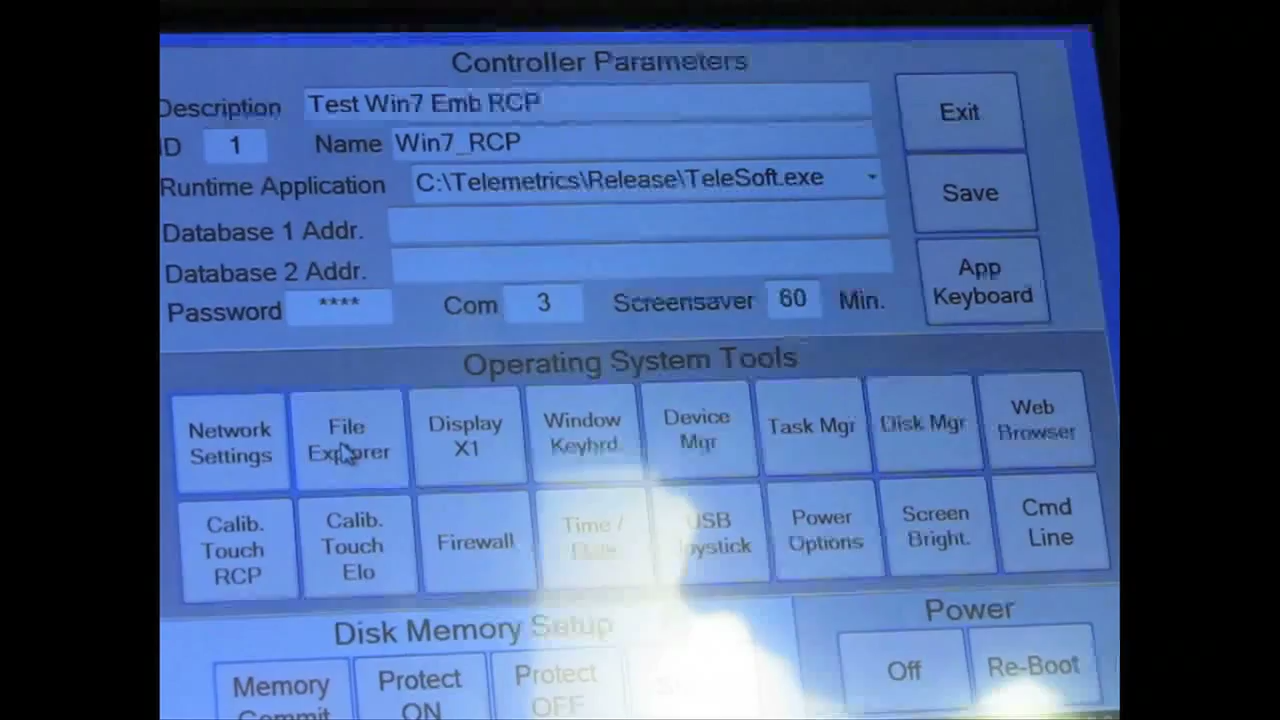 Controller Parameters
Description Test Win7 Emb RCP
ID 1 Name Win7_RCP
Runtime Application C:\Telemetrics\Release\TeleSoft.exe
Database 1 Addr.
Database 2 Addr.
Password **** Com 3 Screensaver 60 Min.
Exit
Save
App
Keyboard
Operating System Tools
Network
Settings
File
Explorer
Display
X1
Window
Keybrd.
Device
Mgr
Task Mgr
Disk Mgr
Web
Browser
Calib.
Touch
RCP
Calib.
Touch
Elo
Firewall
Time /
Date
USB
Joystick
Power
Options
Screen
Bright.
Cmd
Line
Disk Memory Setup
Memory
Commit
Protect
ON
Protect
OFF
Power
Off
Re-Boot